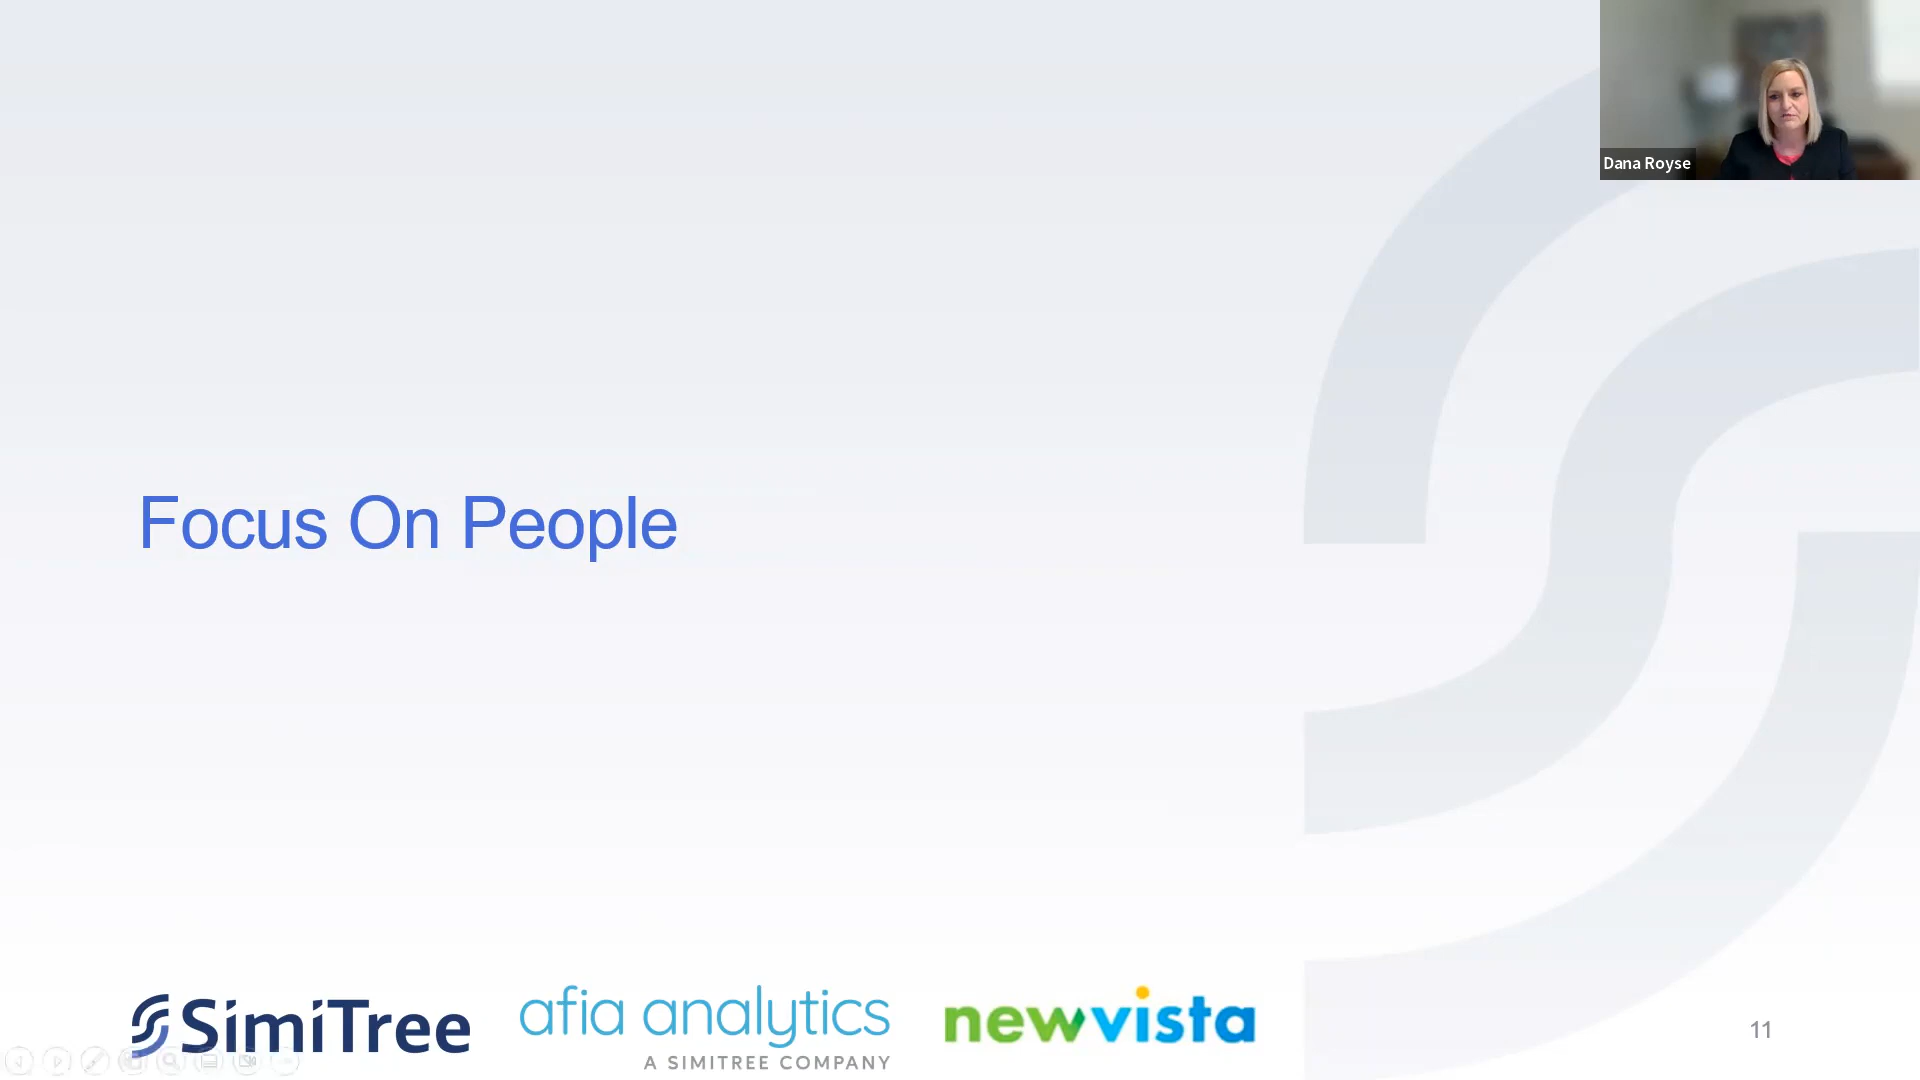 Dana Royse
Focus On People
SimiTree
afia analytics
A SIMITREE COMPANY
newvista
11